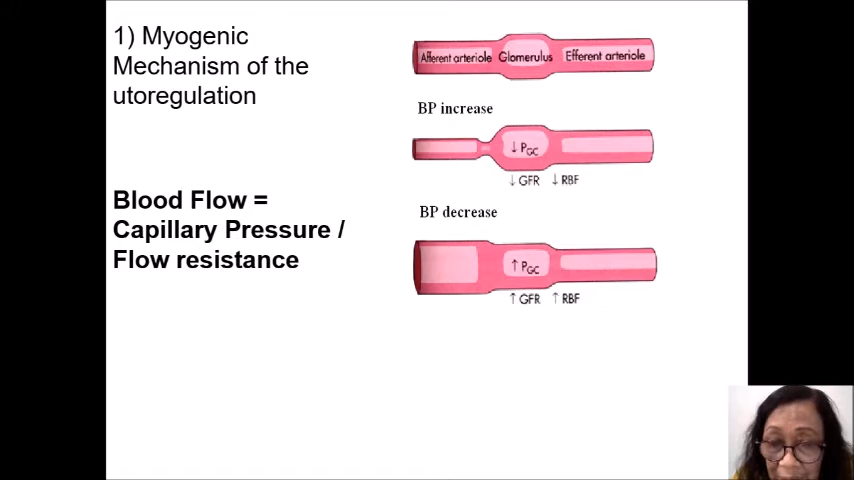 1) Myogenic
Mechanism of the
utoregulation
Blood Flow =
Capillary Pressure /
Flow resistance
Afferent arteriole Glomerulus Efferent arteriole
BP increase
↓ PGC
↓ GFR ↓ RBF
BP decrease
↑ PGC
↑ GFR ↑ RBF